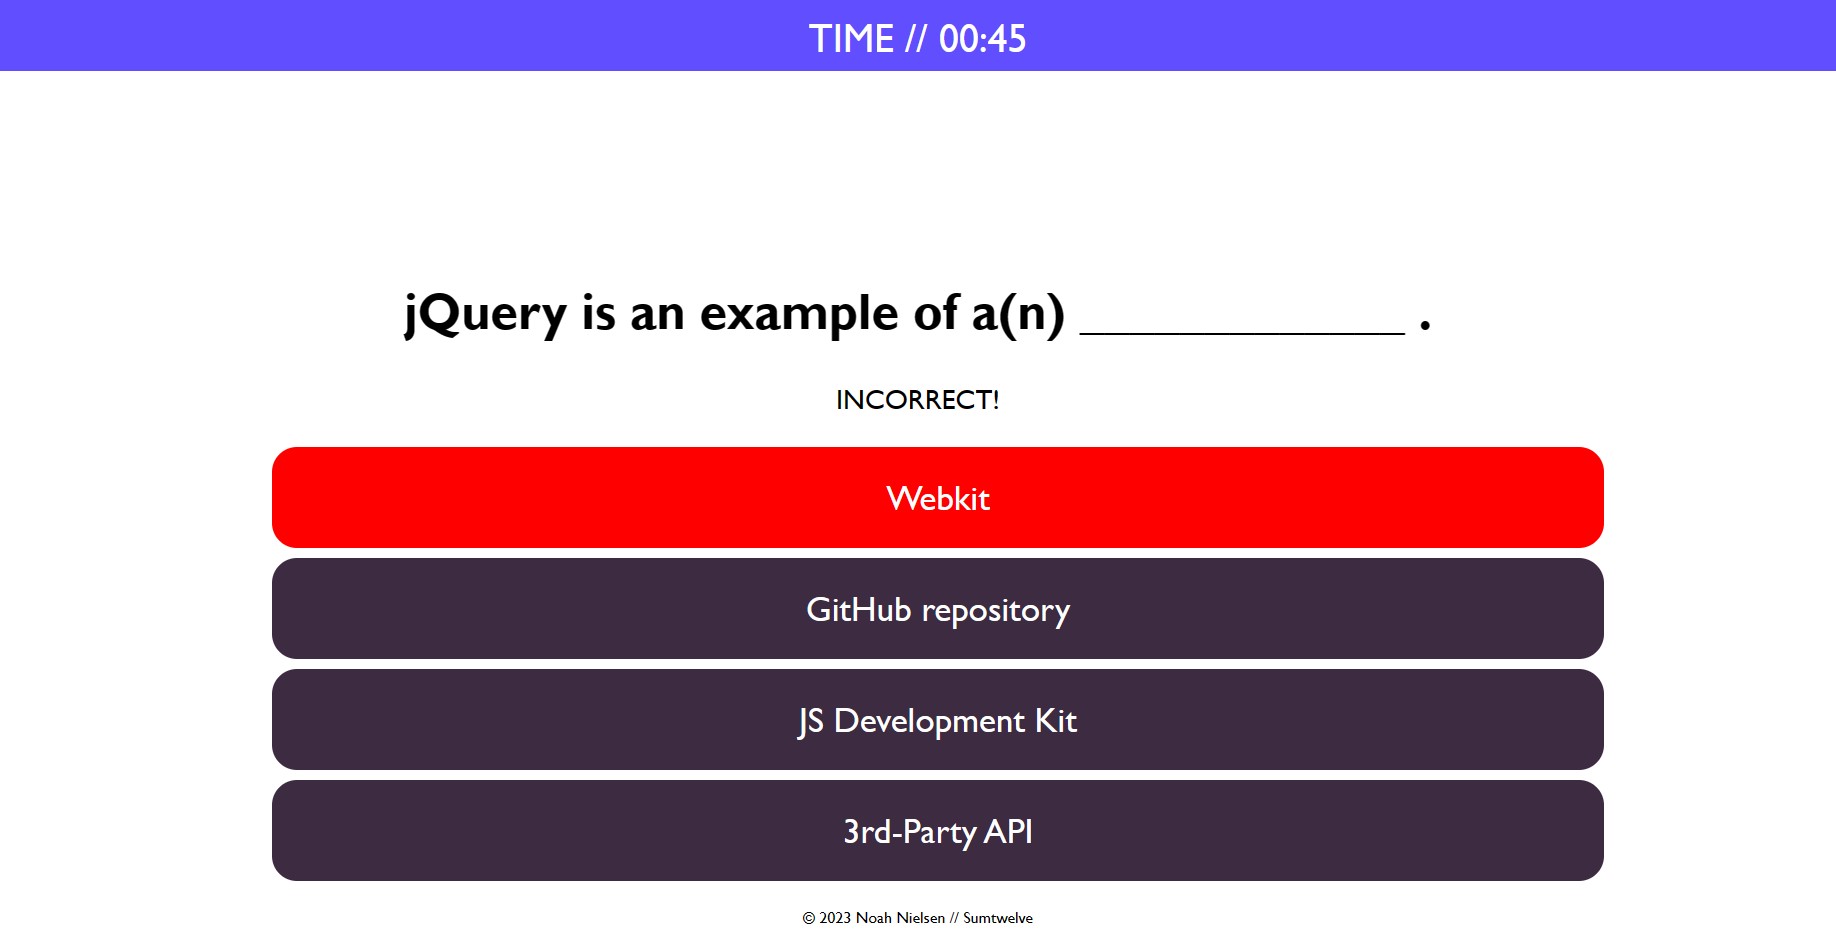 TIME // 00:45
jQuery is an example of a(n) _____________ .
INCORRECT!
Webkit
GitHub repository
JS Development Kit
3rd-Party API
© 2023 Noah Nielsen // Sumtwelve